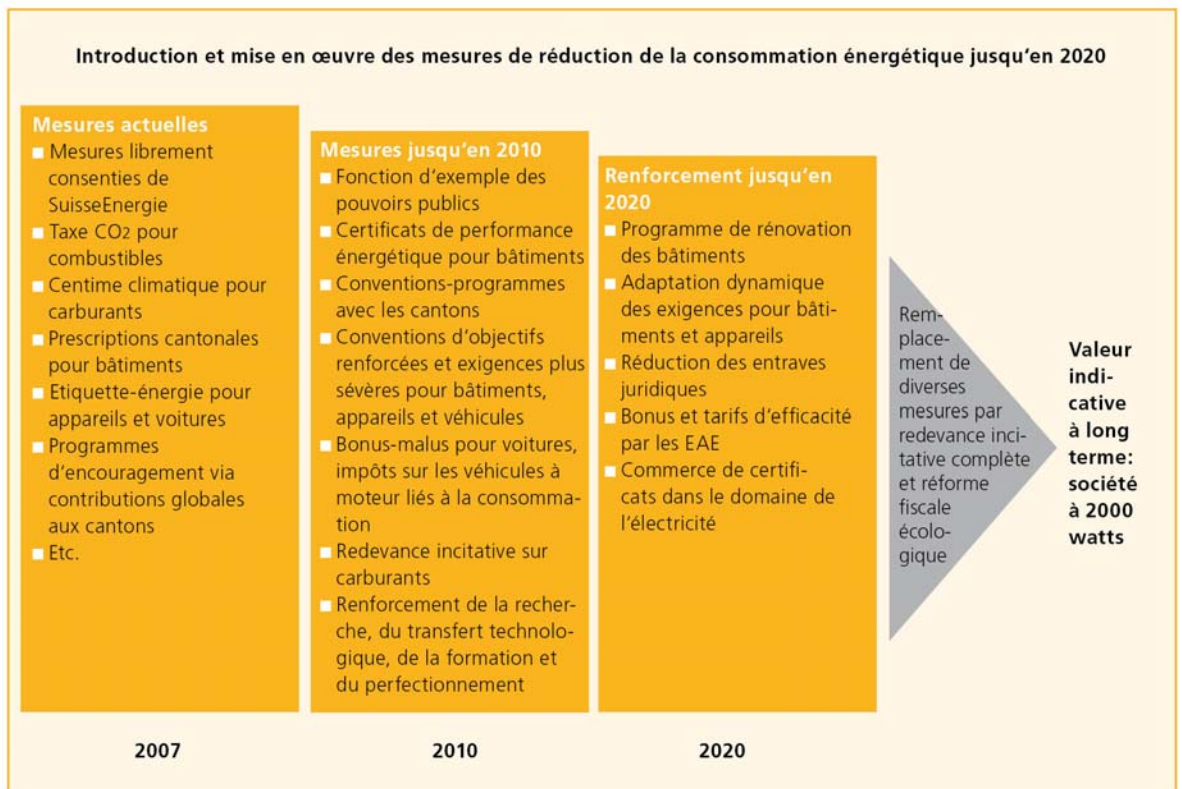 Introduction et mise en œuvre des mesures de réduction de la consommation énergétique jusqu'en 2020
Mesures actuelles
Mesures librement
consenties de
SuisseEnergie
Taxe CO2 pour
combustibles
Centime climatique pour
carburants
Prescriptions cantonales
pour bâtiments
Etiquette-énergie pour
appareils et voitures
Programmes
d'encouragement via
contributions globales
aux cantons
Etc.
2007
Mesures jusqu'en 2010
Fonction d'exemple des
pouvoirs publics
Certificats de performance
énergétique pour bâtiments
Conventions-programmes
avec les cantons
Conventions d'objectifs
renforcées et exigences plus
sévères pour bâtiments,
appareils et véhicules
Bonus-malus pour voitures,
impôts sur les véhicules à
moteur liés à la consomma-
tion
Redevance incitative sur
carburants
Renforcement de la recher-
che, du transfert technolo-
gique, de la formation et
du perfectionnement
2010
Renforcement jusqu'en
2020
Programme de rénovation
des bâtiments
Adaptation dynamique
des exigences pour bâti-
ments et appareils
Réduction des entraves
juridiques
Bonus et tarifs d'efficacité
par les EAE
Commerce de certifi-
cats dans le domaine de
l'électricité
2020
Rem-
place-
ment de
diverses
mesures par
redevance inci-
tative complète
et réforme
fiscale
écolo-
gique
Valeur
indi-
cative
à long
terme:
société
à 2000
watts